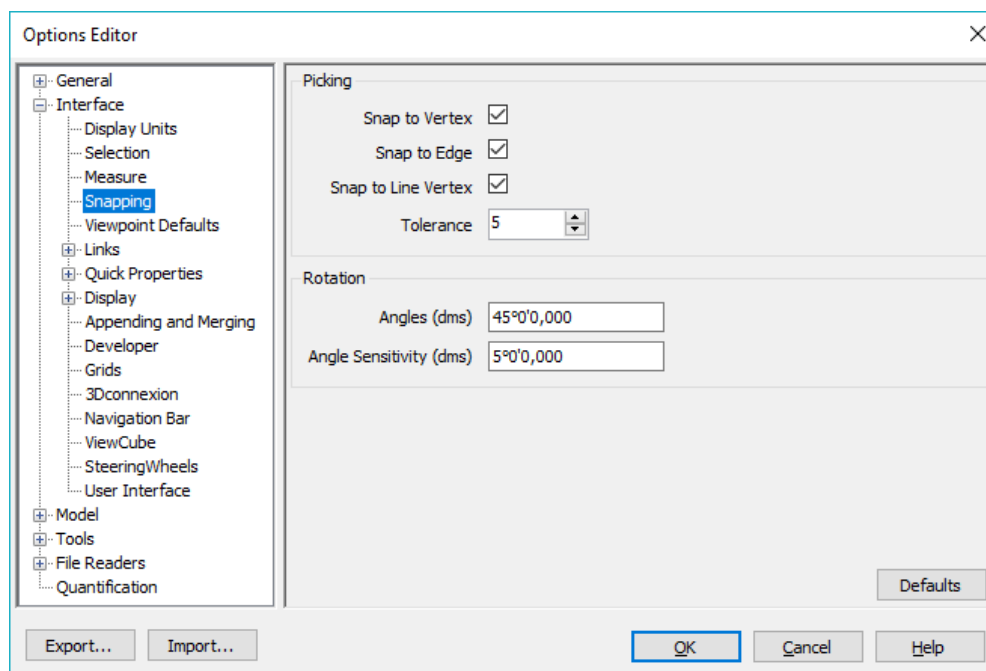 Options Editor
General
Interface
Display Units
Selection
Measure
Snapping
Viewpoint Defaults
Links
Quick Properties
Display
Appending and Merging
Developer
Grids
3Dconnexion
Navigation Bar
ViewCube
SteeringWheels
User Interface
Model
Tools
File Readers
Quantification
Picking
Snap to Vertex
Snap to Edge
Snap to Line Vertex
Tolerance 5
Rotation
Angles (dms) 45°0'0,000
Angle Sensitivity (dms) 5°0'0,000
Defaults
Export... Import... OK Cancel Help